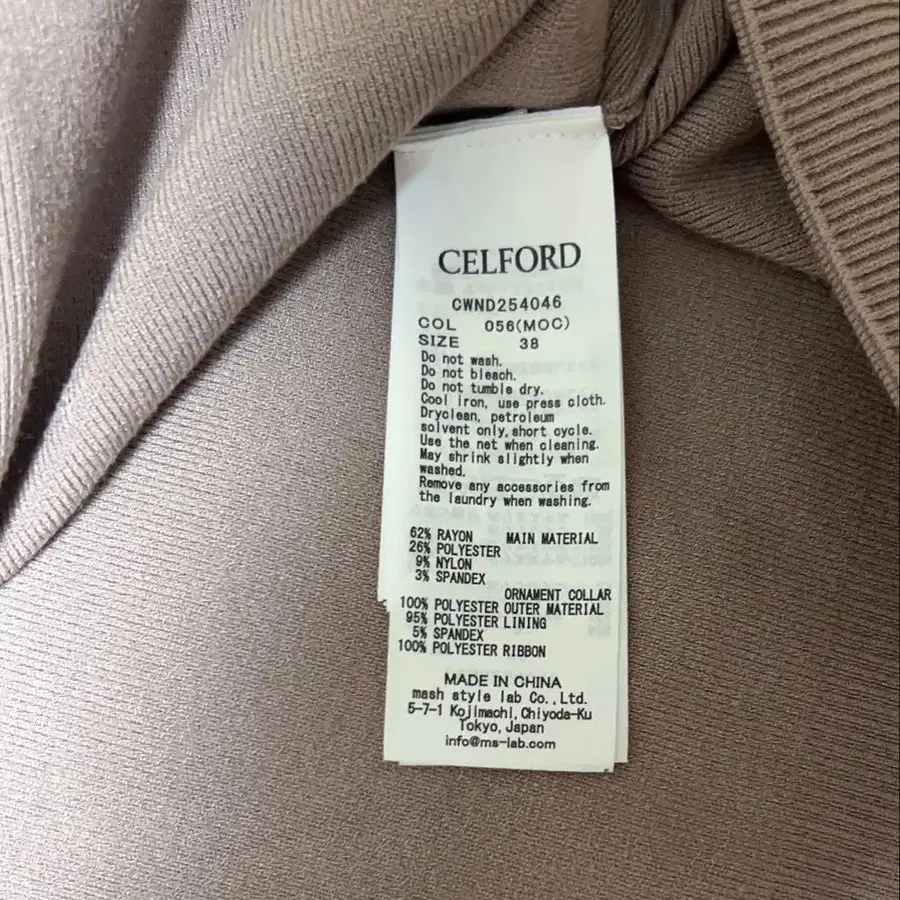 CELFORD
CWND254046
COL 056(MOC)
SIZE 38
Do not wash.
Do not bleach.
Do not tumble dry.
Cool iron, use press cloth.
Dryclean, petroleum
solvent only,short cycle.
Use the net when cleaning.
May shrink slightly when
washed.
Remove any accessories from
the laundry when washing.
62% RAYON MAIN MATERIAL
26% POLYESTER
9% NYLON
3% SPANDEX
ORNAMENT COLLAR
100% POLYESTER OUTER MATERIAL
95% POLYESTER LINING
5% SPANDEX
100% POLYESTER RIBBON
MADE IN CHINA
mash style lab Co.,Ltd.
5-7-1 Kojimachi,Chiyoda-Ku
Tokyo,Japan
info@ms-lab.com